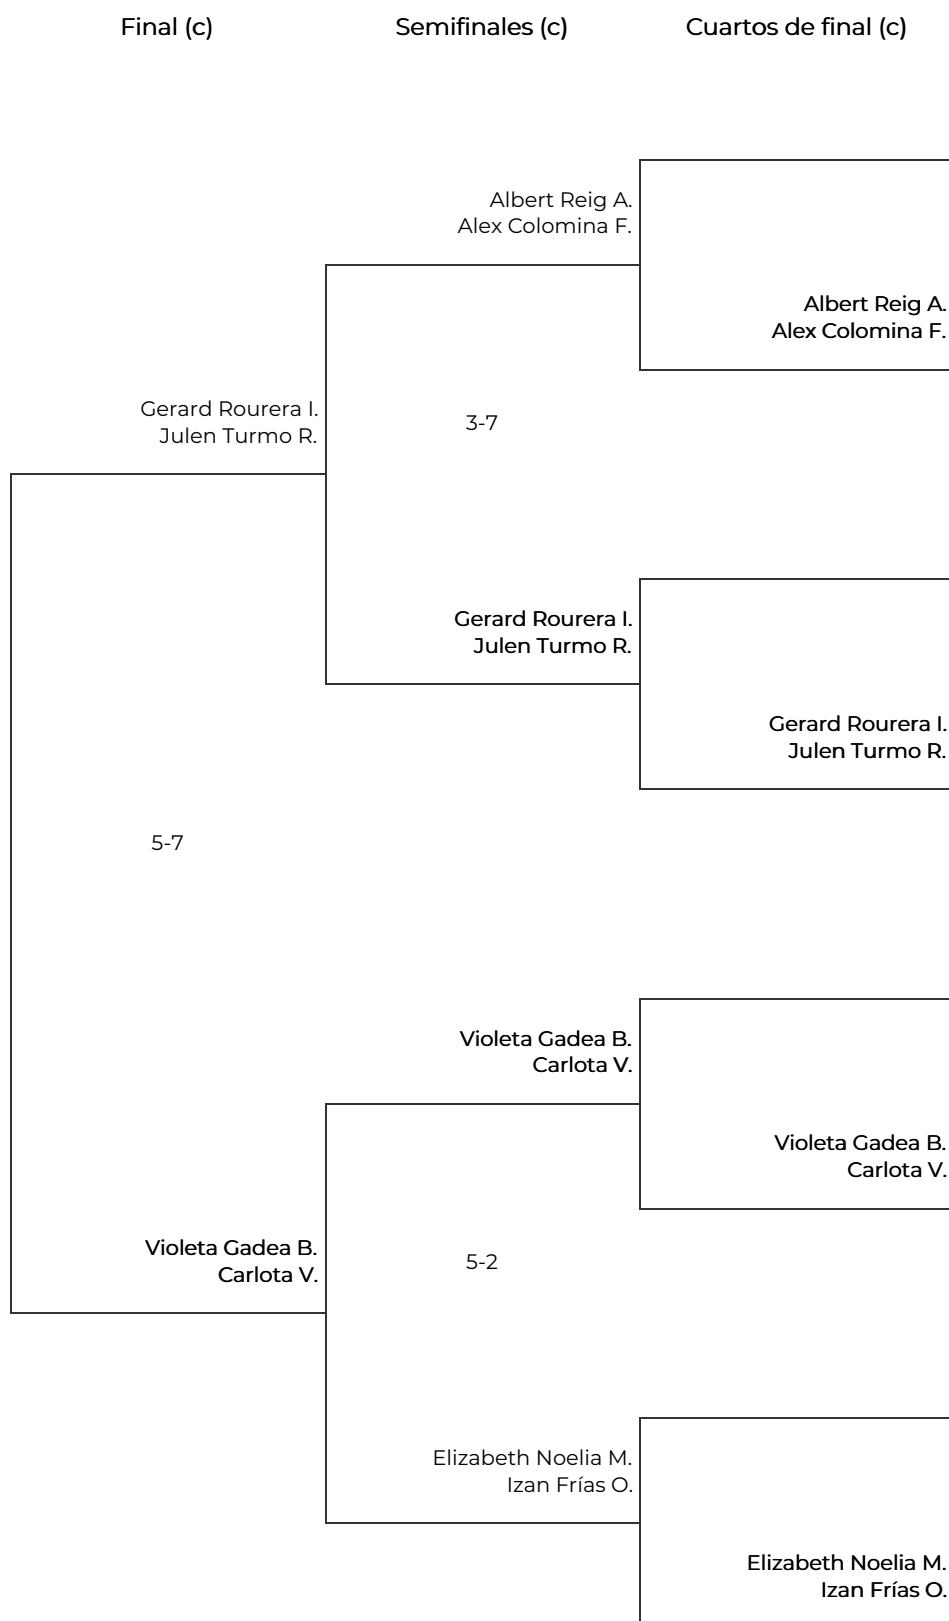 Final (c)
Semifinales (c)
Cuartos de final (c)
Albert Reig A.
Alex Colomina F.
Albert Reig A.
Alex Colomina F.
Gerard Rourera I.
Julen Turmo R.
3-7
Gerard Rourera I.
Julen Turmo R.
Gerard Rourera I.
Julen Turmo R.
5-7
Violeta Gadea B.
Carlota V.
Violeta Gadea B.
Carlota V.
Violeta Gadea B.
Carlota V.
5-2
Elizabeth Noelia M.
Izan Frías O.
Elizabeth Noelia M.
Izan Frías O.